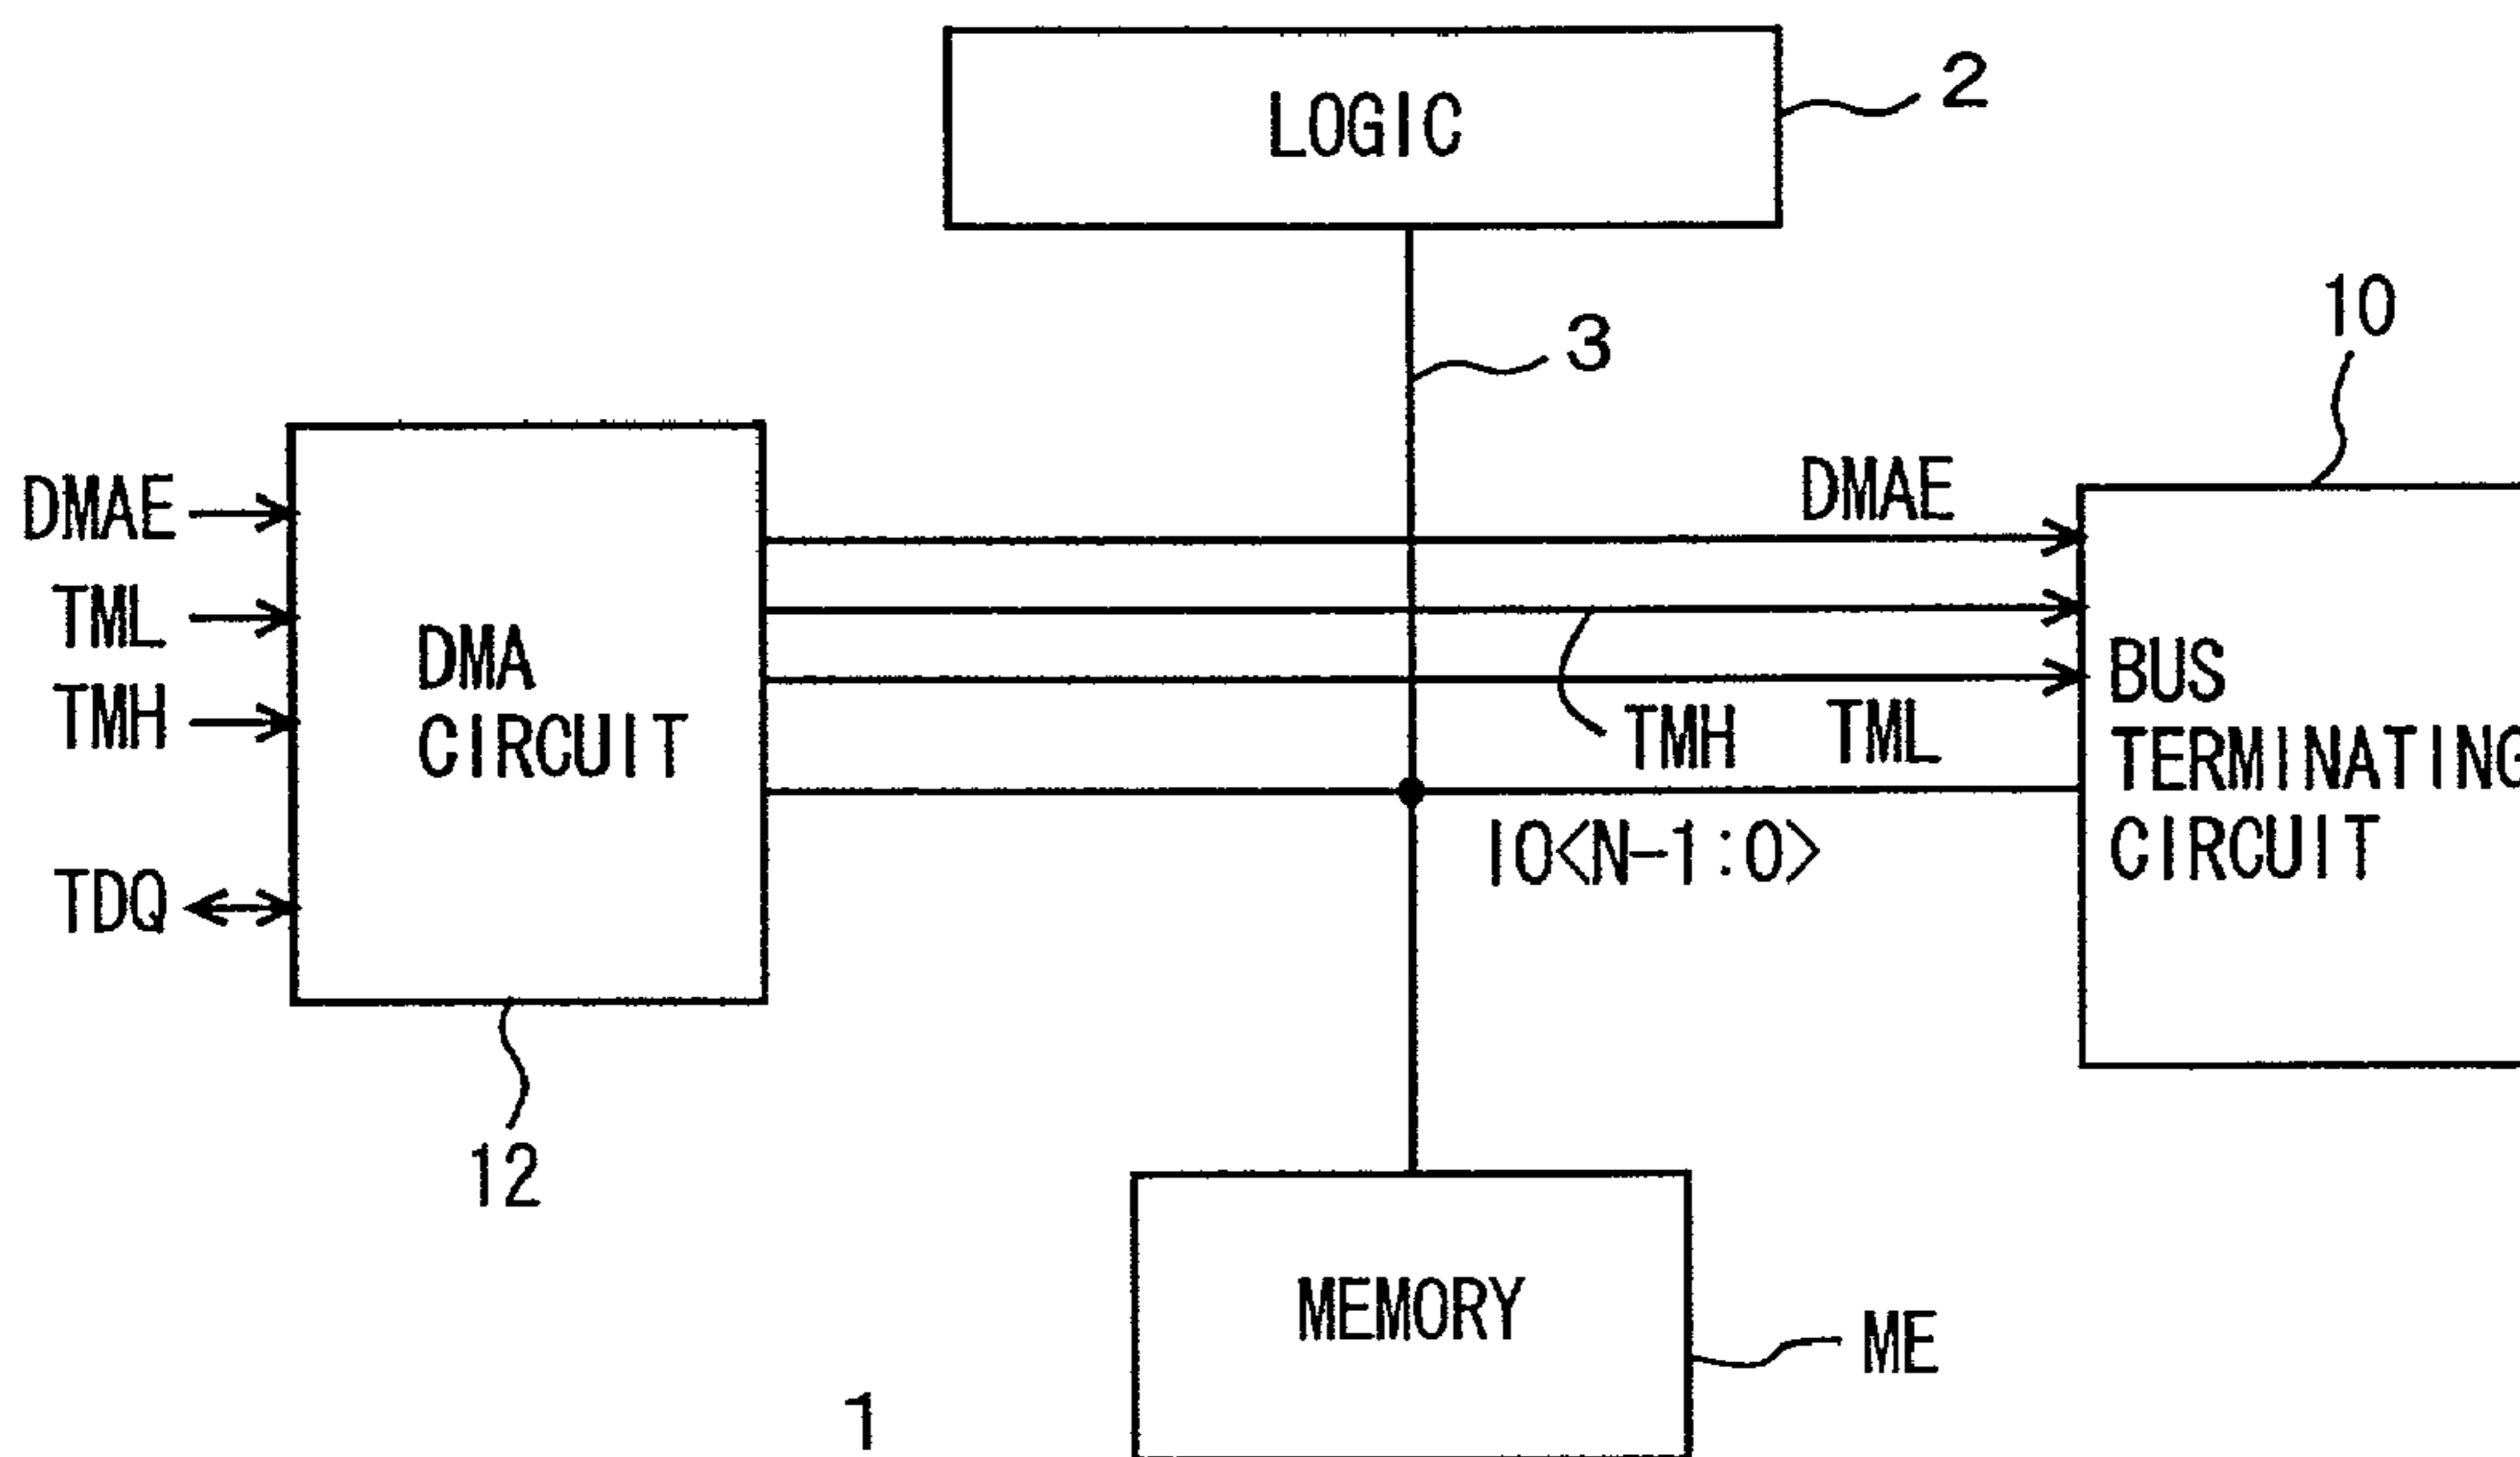 LOGIC
2
3
10
DMAE
TML
TMH
TDQ
DMA
CIRCUIT
12
DMAE
TMH
TML
IO<N-1:0>
BUS
TERMINATING
CIRCUIT
MEMORY
ME
1